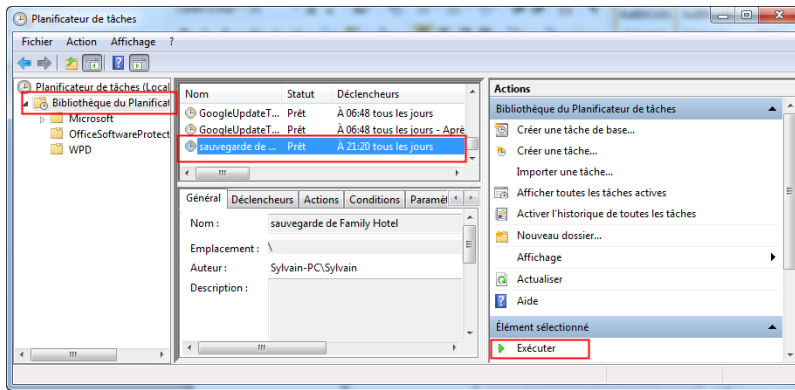 Planificateur de tâches
Fichier Action Affichage ?
Planificateur de tâches (Local
Bibliothèque du Planificat
Microsoft
OfficeSoftwareProtect
WPD
Nom Statut Déclencheurs
GoogleUpdateT... Prêt À 06:48 tous les jours
GoogleUpdateT... Prêt À 06:48 tous les jours - Aprè
sauvegarde de ... Prêt À 21:20 tous les jours
Général Déclencheurs Actions Conditions Paramèt
Nom : sauvegarde de Family Hotel
Emplacement : \
Auteur : Sylvain-PC\Sylvain
Description :
Actions
Bibliothèque du Planificateur de tâches
Créer une tâche de base...
Créer une tâche...
Importer une tâche...
Afficher toutes les tâches actives
Activer l'historique de toutes les tâches
Nouveau dossier...
Affichage
Actualiser
Aide
Élément sélectionné
Exécuter